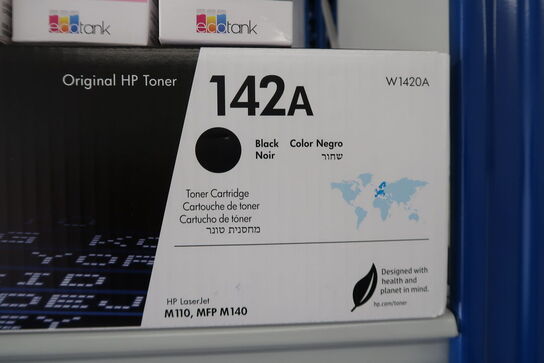 ecotank
ecotank
Original HP Toner
142A
W1420A
Black Color Negro
Noir שחור
Toner Cartridge
Cartouche de toner
Cartucho de tóner
מחסנית טונר
HP LaserJet
M110, MFP M140
Designed with
health and
planet in mind.
hp.com/toner